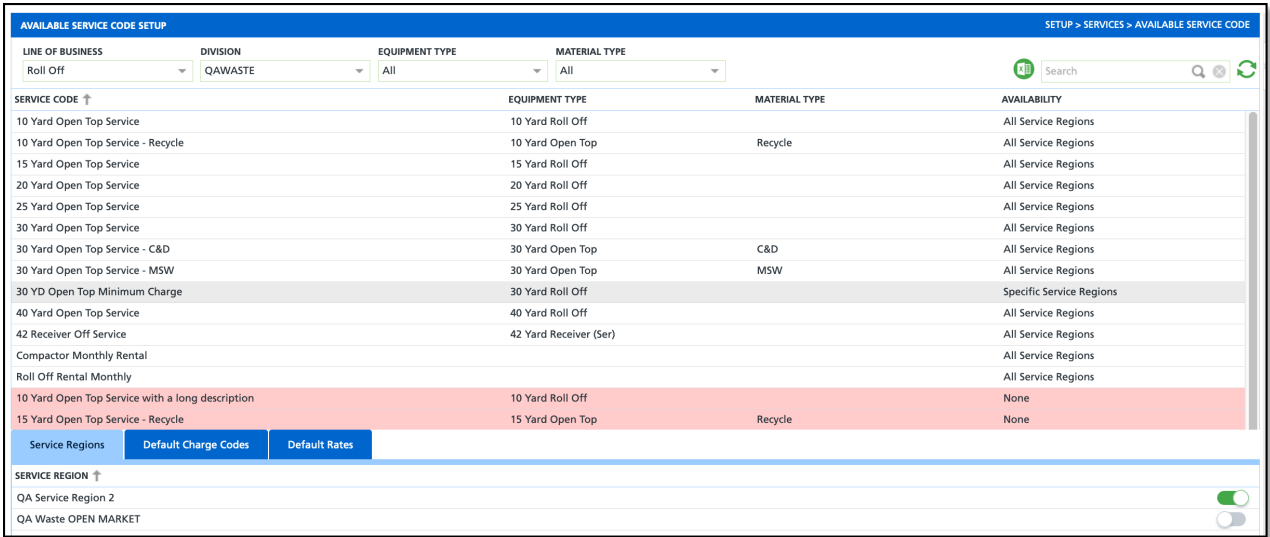 AVAILABLE SERVICE CODE SETUP SETUP > SERVICES > AVAILABLE SERVICE CODE
LINE OF BUSINESS DIVISION EQUIPMENT TYPE MATERIAL TYPE
Roll Off QAWASTE All All Search
SERVICE CODE EQUIPMENT TYPE MATERIAL TYPE AVAILABILITY
10 Yard Open Top Service 10 Yard Roll Off All Service Regions
10 Yard Open Top Service - Recycle 10 Yard Open Top Recycle All Service Regions
15 Yard Open Top Service 15 Yard Roll Off All Service Regions
20 Yard Open Top Service 20 Yard Roll Off All Service Regions
25 Yard Open Top Service 25 Yard Roll Off All Service Regions
30 Yard Open Top Service 30 Yard Roll Off All Service Regions
30 Yard Open Top Service - C&D 30 Yard Open Top C&D All Service Regions
30 Yard Open Top Service - MSW 30 Yard Open Top MSW All Service Regions
30 YD Open Top Minimum Charge 30 Yard Roll Off Specific Service Regions
40 Yard Open Top Service 40 Yard Roll Off All Service Regions
42 Receiver Off Service 42 Yard Receiver (Ser) All Service Regions
Compactor Monthly Rental All Service Regions
Roll Off Rental Monthly All Service Regions
10 Yard Open Top Service with a long description 10 Yard Roll Off None
15 Yard Open Top Service - Recycle 15 Yard Open Top Recycle None
Service Regions Default Charge Codes Default Rates
SERVICE REGION
QA Service Region 2
QA Waste OPEN MARKET